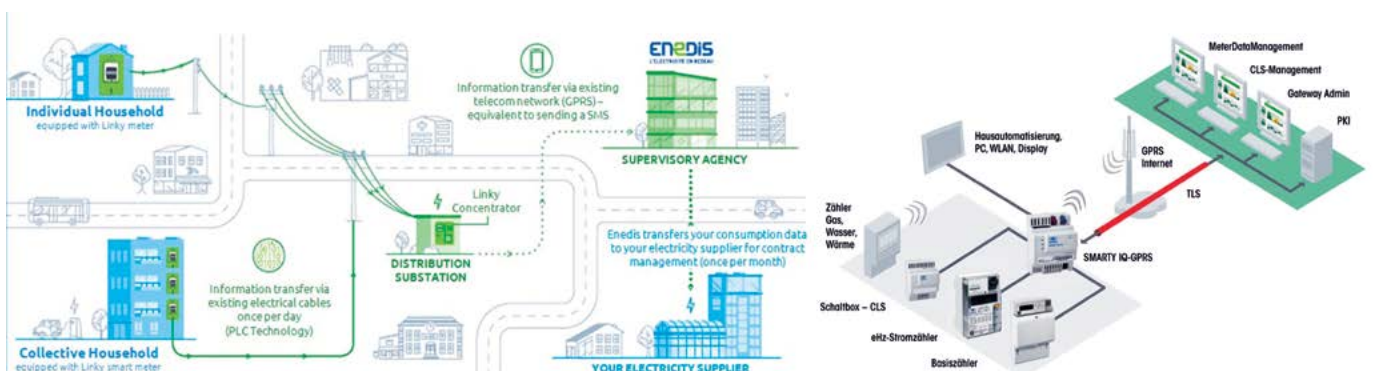 Individual Household
equipped with Linky meter
Information transfer via existing
telecom network (GPRS) –
equivalent to sending a SMS
ENEDIS
L'ELECTRICITE EN RESEAU
SUPERVISORY AGENCY
Linky
Concentrator
DISTRIBUTION
SUBSTATION
Enedis transfers your consumption data
to your electricity supplier for contract
management (once per month)
Information transfer via
existing electrical cables
once per day
(PLC Technology)
Collective Household
equipped with Linky smart meter
YOUR ELECTRICITY SUPPLIER
MeterDataManagement
CLS-Management
Gateway Admin
PKI
Hausautomatisierung,
PC, WLAN, Display
GPRS
Internet
TLS
Zähler
Gas,
Wasser,
Wärme
SMARTY IQ-GPRS
Schaltbox – CLS
eHz-Stromzähler
Basiszähler